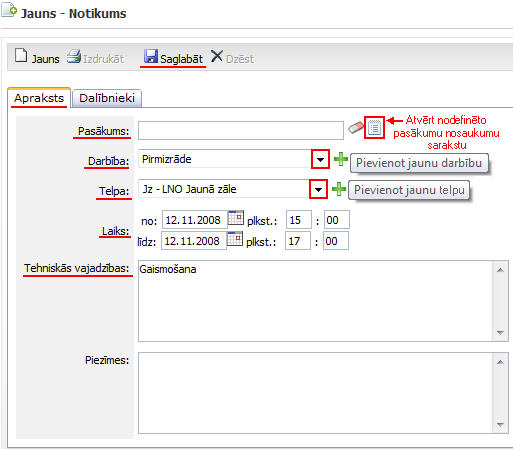 Jauns - Notikums
Jauns Izdrukāt Saglabāt Dzēst
Apraksts Dalībnieki
Pasākums:
Atvērt nodefinēto
pasākumu nosaukumu
sarakstu
Darbība: Pirmizrāde
Pievienot jaunu darbību
Telpa: Jz - LNO Jaunā zāle
Pievienot jaunu telpu
Laiks:
no: 12.11.2008 plkst.: 15 : 00
līdz: 12.11.2008 plkst.: 17 : 00
Tehniskās vajadzības: Gaismošana
Piezīmes: